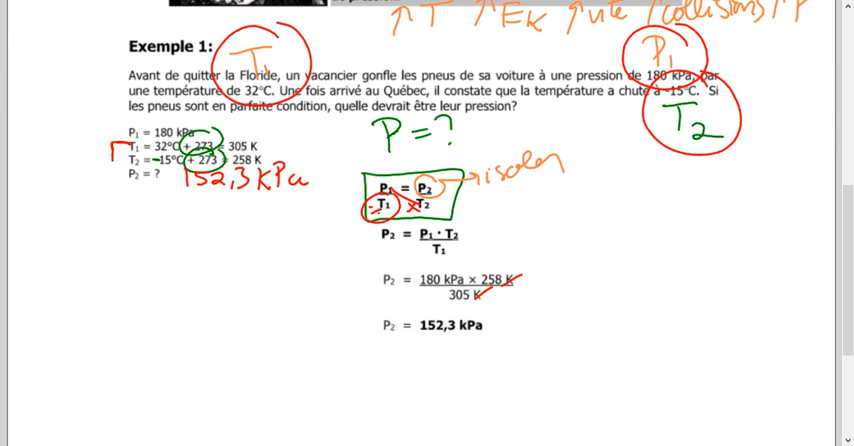 ↑ T ↑ EK ↑ vite ↑ collisions ↑ P
Exemple 1:
T1
P1
Avant de quitter la Floride, un vacancier gonfle les pneus de sa voiture à une pression de 180 kPa, par
une température de 32°C. Une fois arrivé au Québec, il constate que la température a chuté à -15°C. Si
les pneus sont en parfaite condition, quelle devrait être leur pression?
T2
P = ?
P1 = 180 kPa
T1 = 32°C + 273 = 305 K
T2 = -15°C + 273 = 258 K
P2 = ?
152,3 kPa
isoler
P1 = P2
T1 T2
÷ ×
P2 = P1 · T2
T1
P2 = 180 kPa × 258 K
305 K
P2 = 152,3 kPa